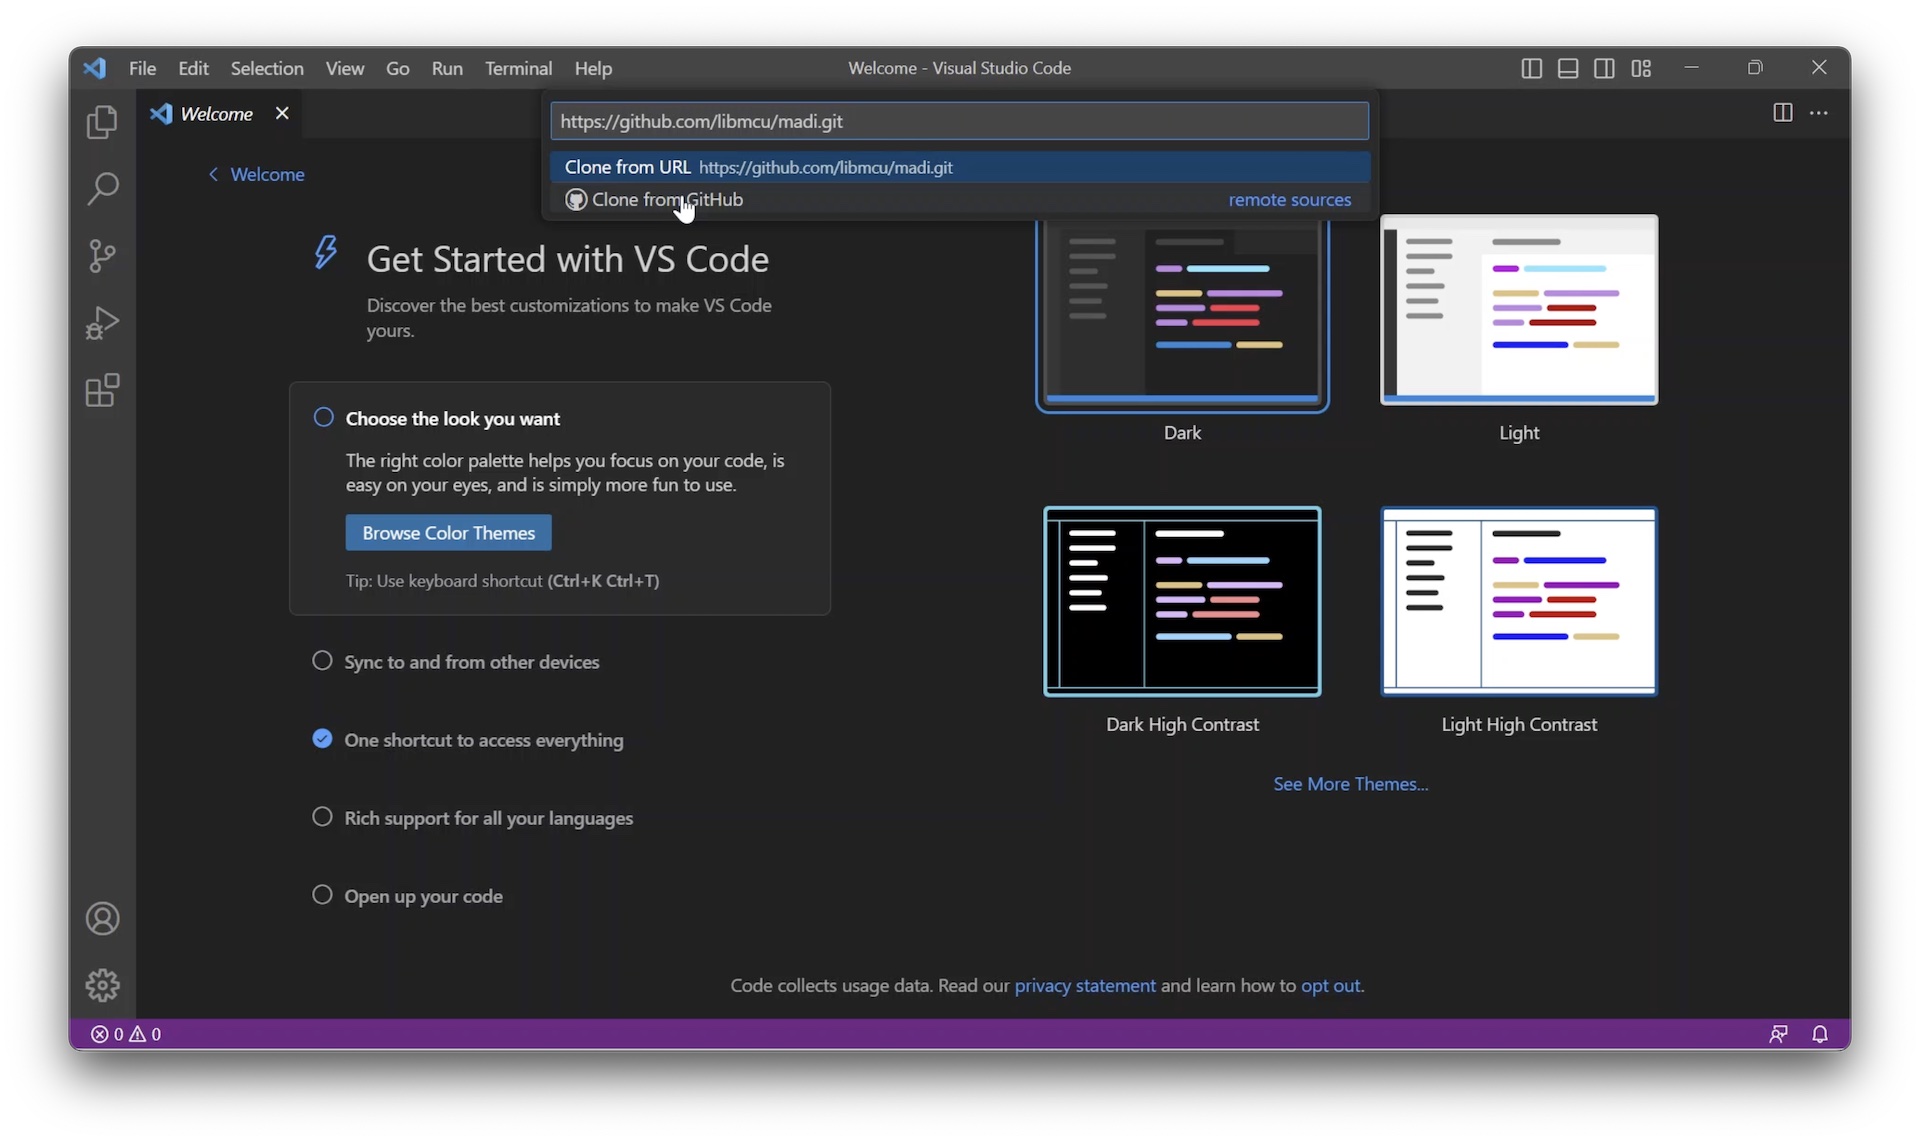 File Edit Selection View Go Run Terminal Help
Welcome - Visual Studio Code
Welcome
https://github.com/libmcu/madi.git
Clone from URL https://github.com/libmcu/madi.git
Clone from GitHub remote sources
Welcome
Get Started with VS Code
Discover the best customizations to make VS Code
yours.
Choose the look you want
The right color palette helps you focus on your code, is
easy on your eyes, and is simply more fun to use.
Browse Color Themes
Tip: Use keyboard shortcut (Ctrl+K Ctrl+T)
Sync to and from other devices
One shortcut to access everything
Rich support for all your languages
Open up your code
Dark
Light
Dark High Contrast
Light High Contrast
See More Themes...
Code collects usage data. Read our privacy statement and learn how to opt out.
0 0